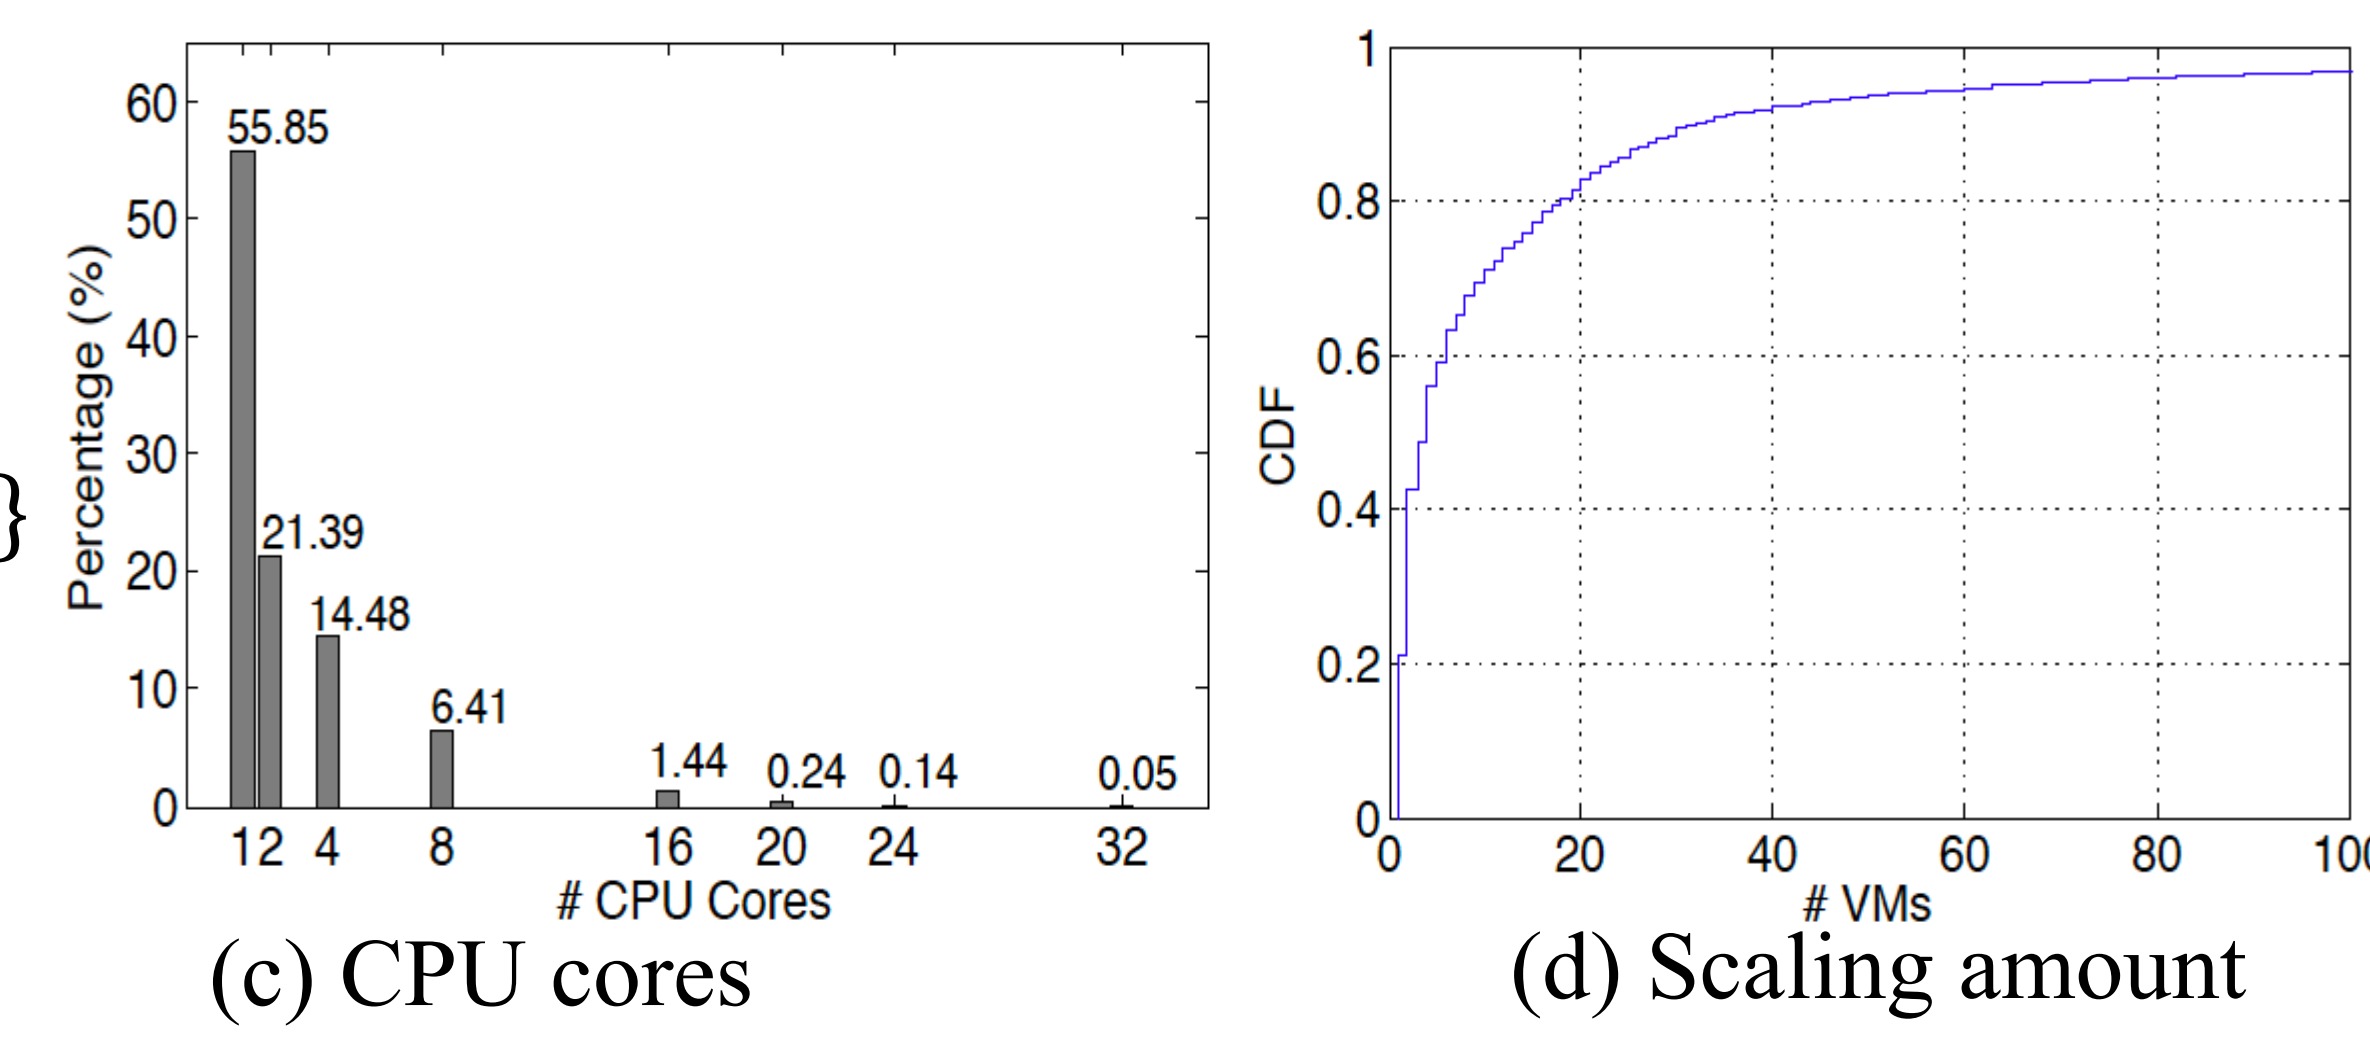 }
Percentage (%)
60
50
40
30
20
10
0
55.85
21.39
14.48
6.41
1.44
0.24
0.14
0.05
1 2 4 8 16 20 24 32
# CPU Cores
(c) CPU cores
CDF
1
0.8
0.6
0.4
0.2
0
0 20 40 60 80 100
# VMs
(d) Scaling amount